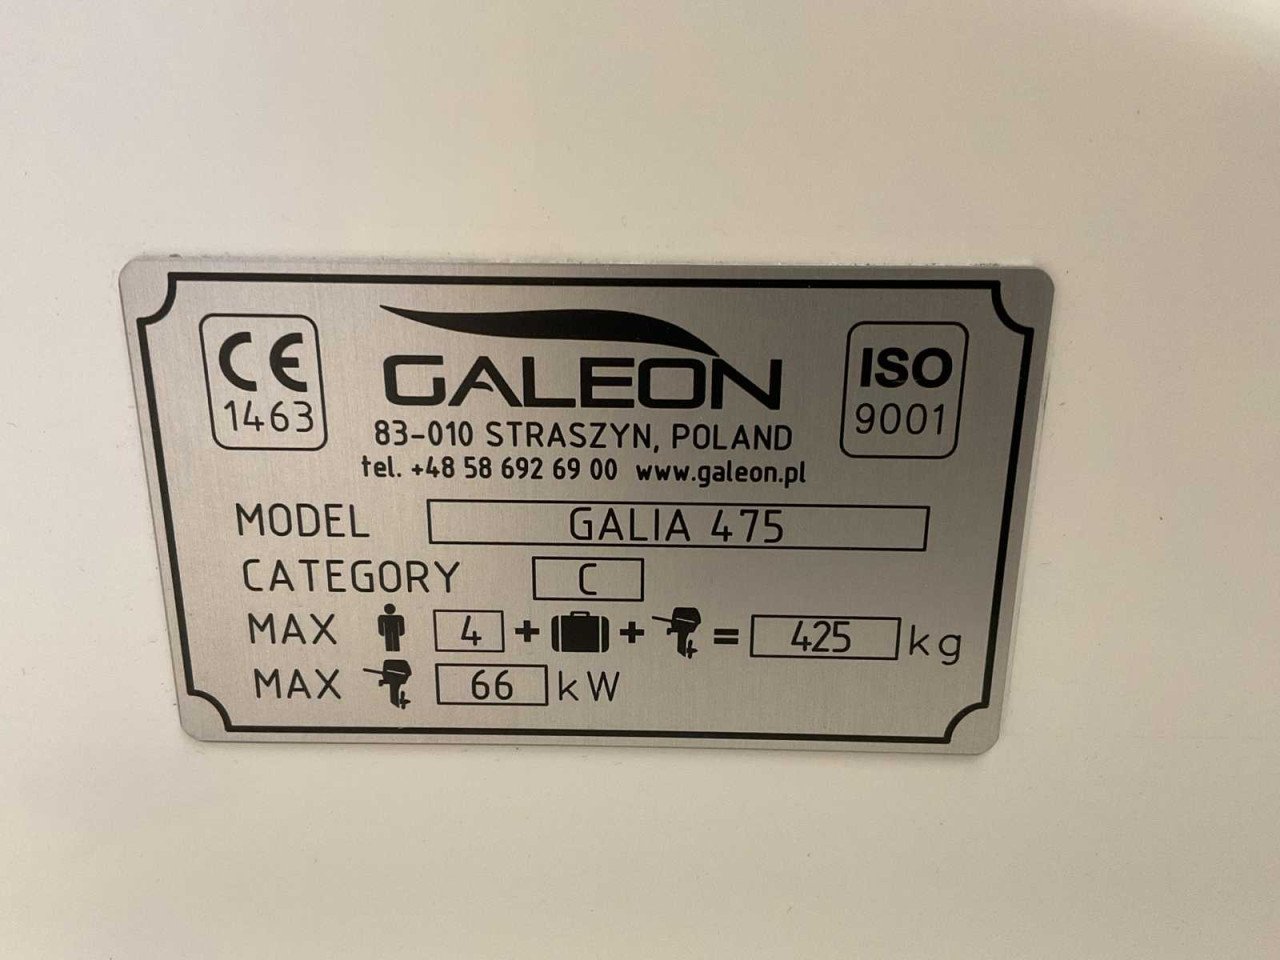 CE
1463
GALEON
ISO
9001
83-010 STRASZYN, POLAND
tel. +48 58 692 69 00 www.galeon.pl
MODEL GALIA 475
CATEGORY C
MAX 4 + + = 425 kg
MAX 66 kW